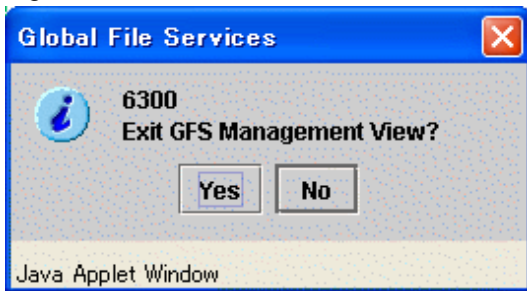 Global File Services
6300
Exit GFS Management View?
Yes No
Java Applet Window